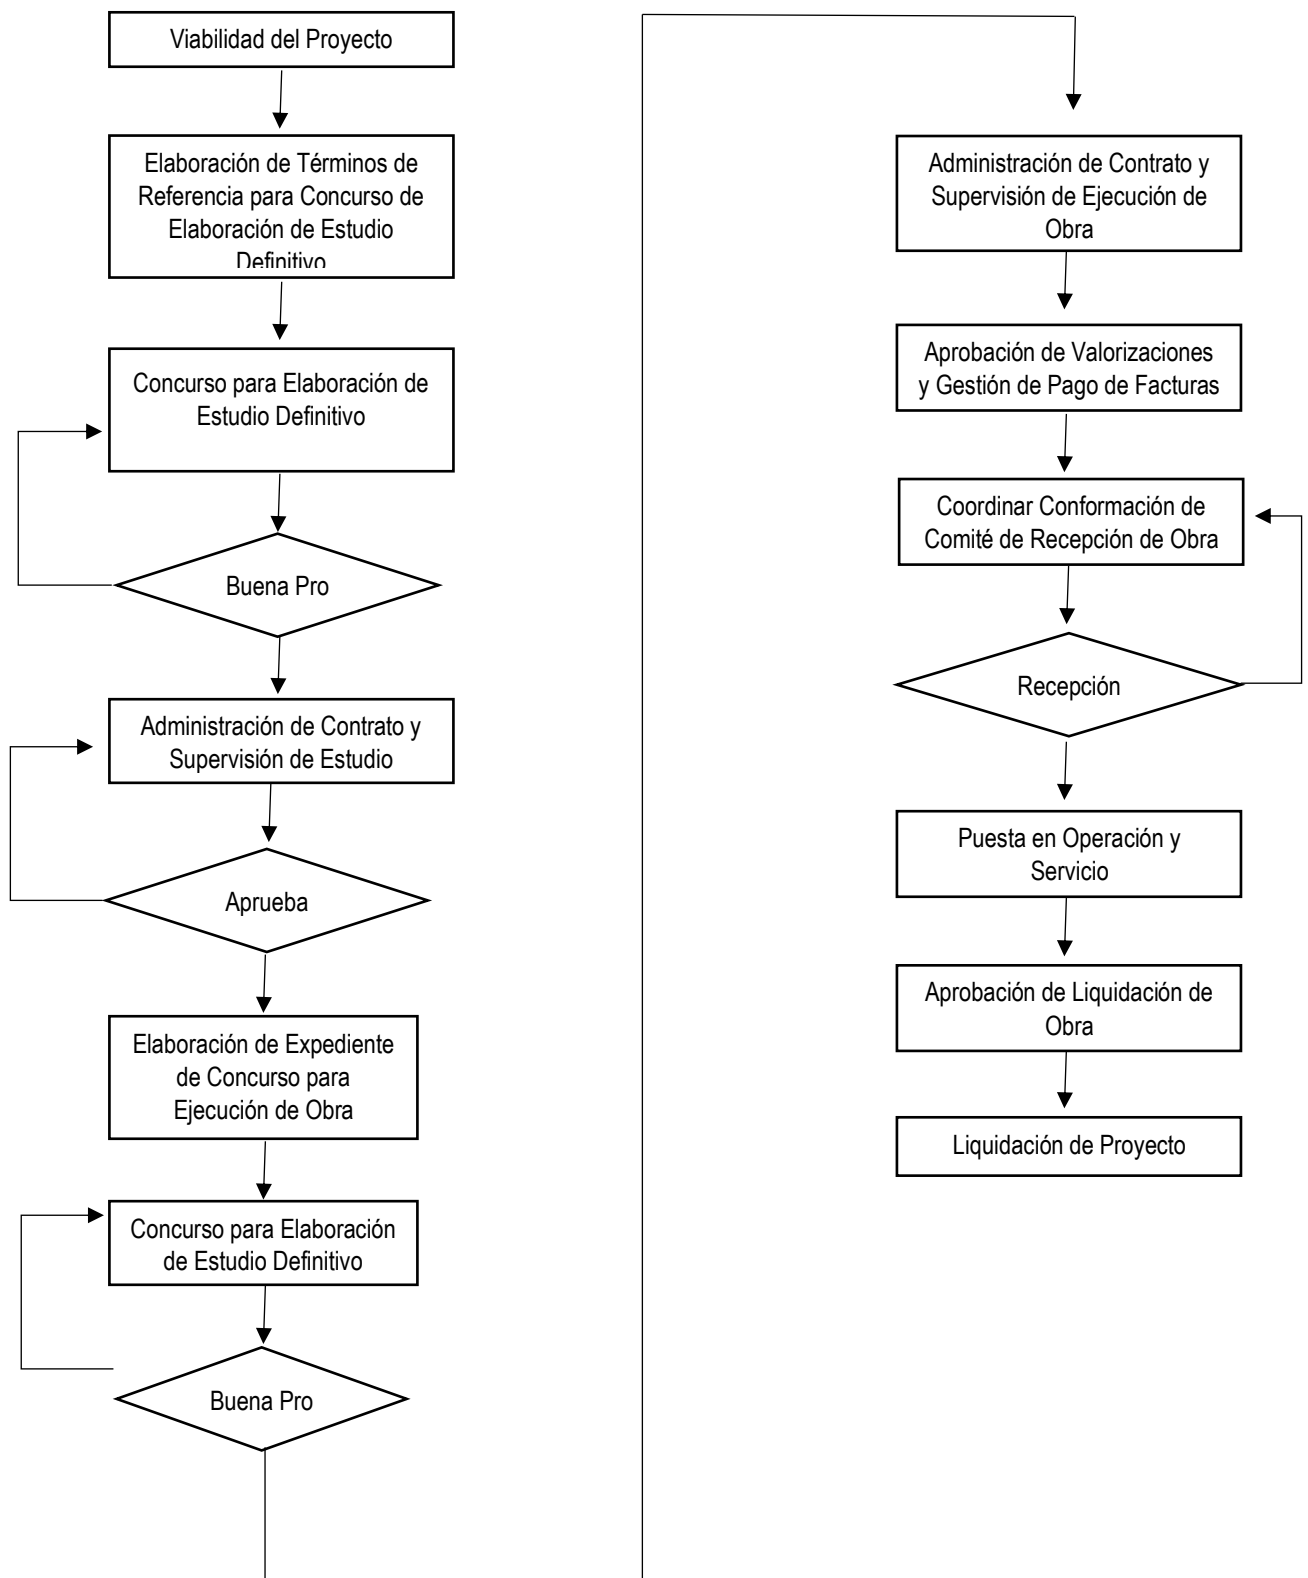 Viabilidad del Proyecto
Elaboración de Términos de
Referencia para Concurso de
Elaboración de Estudio
Definitivo
Concurso para Elaboración de
Estudio Definitivo
Buena Pro
Administración de Contrato y
Supervisión de Estudio
Aprueba
Elaboración de Expediente
de Concurso para
Ejecución de Obra
Concurso para Elaboración
de Estudio Definitivo
Buena Pro
Administración de Contrato y
Supervisión de Ejecución de
Obra
Aprobación de Valorizaciones
y Gestión de Pago de Facturas
Coordinar Conformación de
Comité de Recepción de Obra
Recepción
Puesta en Operación y
Servicio
Aprobación de Liquidación de
Obra
Liquidación de Proyecto